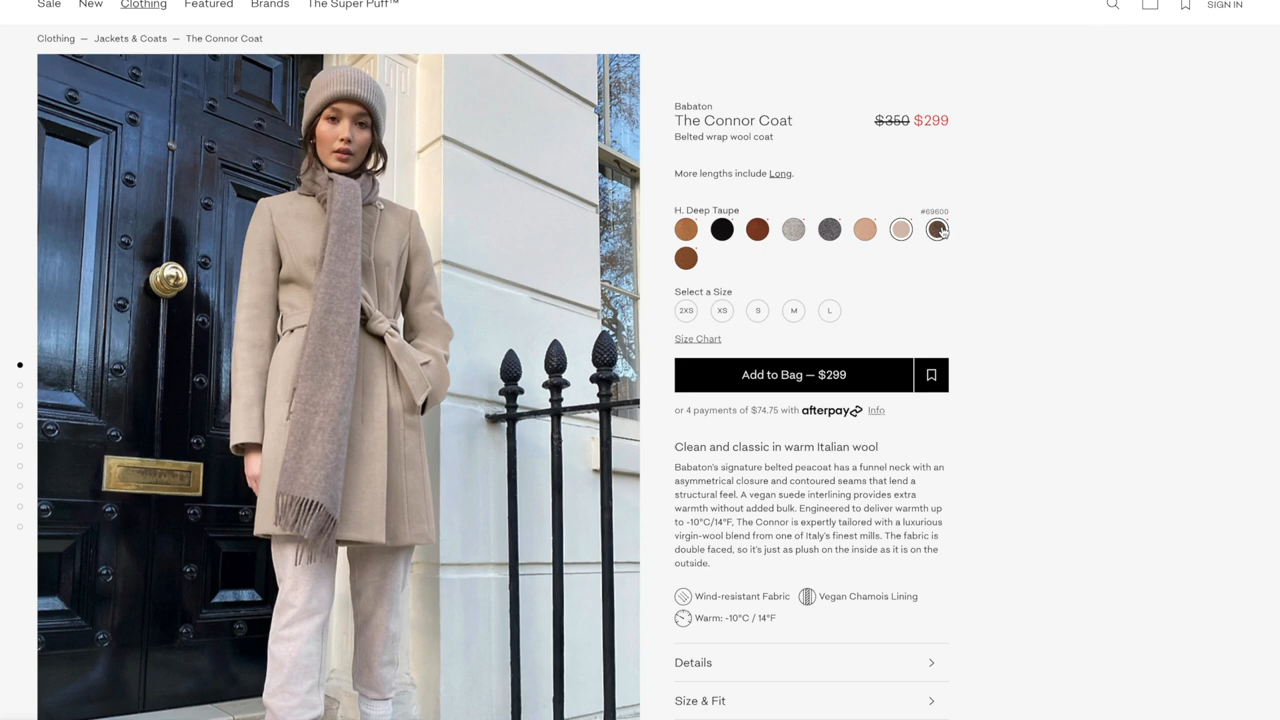 Sale New Clothing Featured Brands The Super Puff™ SIGN IN
Clothing — Jackets & Coats — The Connor Coat
Babaton
The Connor Coat $350 $299
Belted wrap wool coat
More lengths include Long.
H. Deep Taupe #69600
Select a Size
2XS XS S M L
Size Chart
Add to Bag — $299
or 4 payments of $74.75 with afterpay Info
Clean and classic in warm Italian wool
Babaton's signature belted peacoat has a funnel neck with an
asymmetrical closure and contoured seams that lend a
structural feel. A vegan suede interlining provides extra
warmth without added bulk. Engineered to deliver warmth up
to -10°C/14°F, The Connor is expertly tailored with a luxurious
virgin-wool blend from one of Italy's finest mills. The fabric is
double faced, so it's just as plush on the inside as it is on the
outside.
Wind-resistant Fabric Vegan Chamois Lining
Warm: -10°C / 14°F
Details
Size & Fit